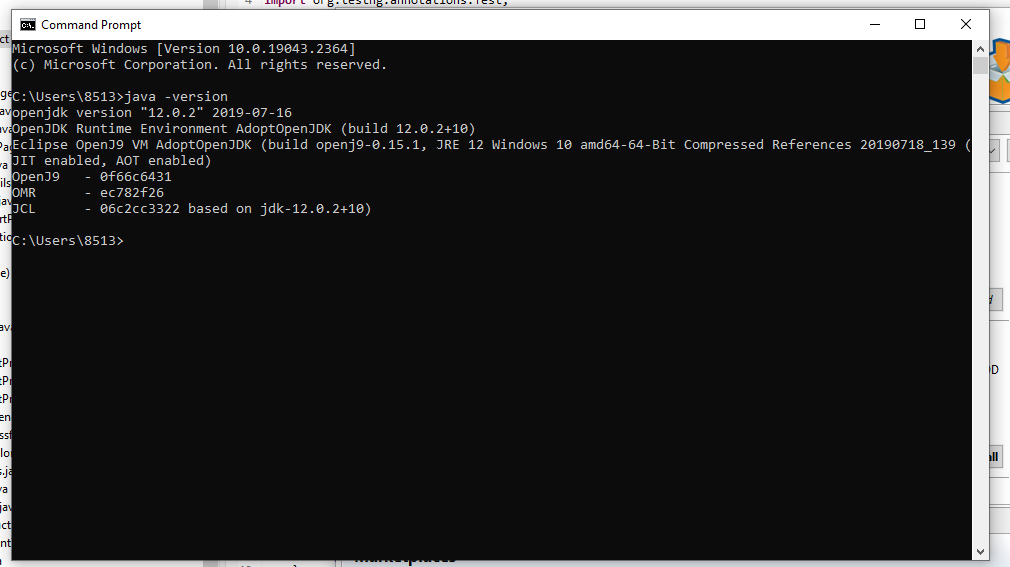 4 import org.testng.annotations.Test;
Command Prompt
Microsoft Windows [Version 10.0.19043.2364]
(c) Microsoft Corporation. All rights reserved.
C:\Users\8513>java -version
openjdk version "12.0.2" 2019-07-16
OpenJDK Runtime Environment AdoptOpenJDK (build 12.0.2+10)
Eclipse OpenJ9 VM AdoptOpenJDK (build openj9-0.15.1, JRE 12 Windows 10 amd64-64-Bit Compressed References 20190718_139 (
JIT enabled, AOT enabled)
OpenJ9   - 0f66c6431
OMR      - ec782f26
JCL      - 06c2cc3322 based on jdk-12.0.2+10)
C:\Users\8513>